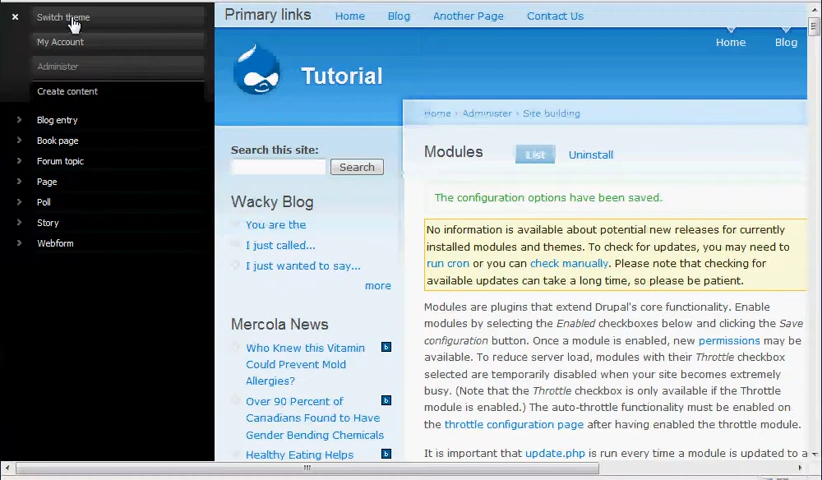 Switch theme
My Account
Administer
Create content
Blog entry
Book page
Forum topic
Page
Poll
Story
Webform
Primary links Home Blog Another Page Contact Us
Home Blog
Tutorial
Home › Administer › Site building
Search this site:
Search
Wacky Blog
You are the
I just called...
I just wanted to say...
more
Mercola News
Who Knew this Vitamin
Could Prevent Mold
Allergies?
Over 90 Percent of
Canadians Found to Have
Gender Bending Chemicals
Healthy Eating Helps
Modules List Uninstall
The configuration options have been saved.
No information is available about potential new releases for currently
installed modules and themes. To check for updates, you may need to
run cron or you can check manually. Please note that checking for
available updates can take a long time, so please be patient.
Modules are plugins that extend Drupal's core functionality. Enable
modules by selecting the Enabled checkboxes below and clicking the Save
configuration button. Once a module is enabled, new permissions may be
available. To reduce server load, modules with their Throttle checkbox
selected are temporarily disabled when your site becomes extremely
busy. (Note that the Throttle checkbox is only available if the Throttle
module is enabled.) The auto-throttle functionality must be enabled on
the throttle configuration page after having enabled the throttle module.
It is important that update.php is run every time a module is updated to a